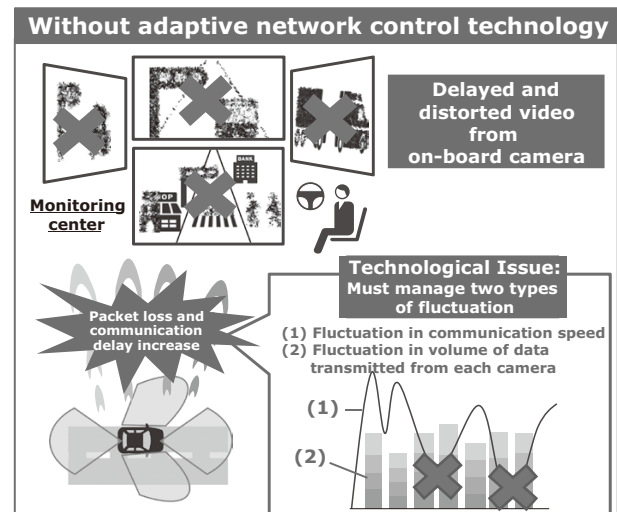 Without adaptive network control technology
Delayed and
distorted video
from
on-board camera
BANK
OP
Monitoring
center
Packet loss and
communication
delay increase
Technological Issue:
Must manage two types
of fluctuation
(1) Fluctuation in communication speed
(2) Fluctuation in volume of data
transmitted from each camera
(1)
(2)